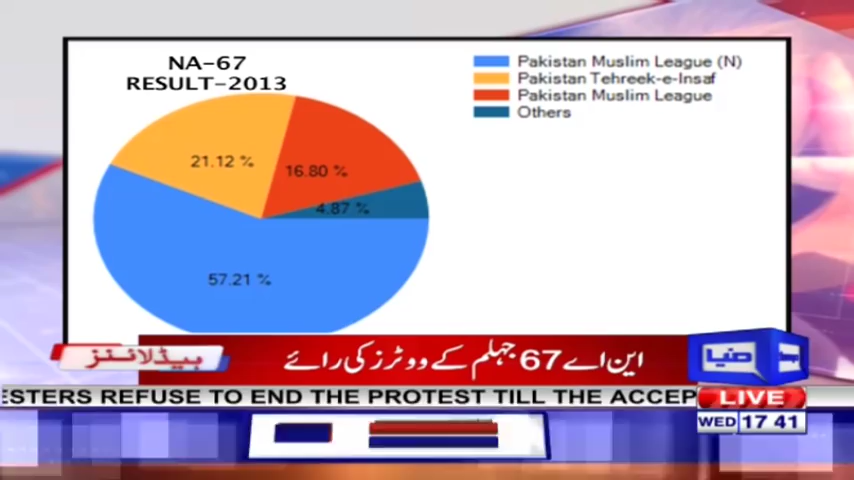 NA-67
RESULT-2013
Pakistan Muslim League (N)
Pakistan Tehreek-e-Insaf
Pakistan Muslim League
Others
21.12 %
16.80 %
4.87 %
57.21 %
این اے 67 جہلم کے ووٹرز کی رائے
ہیڈلائنز
دنیا
ESTERS REFUSE TO END THE PROTEST TILL THE ACCEP
LIVE
WED 17 41